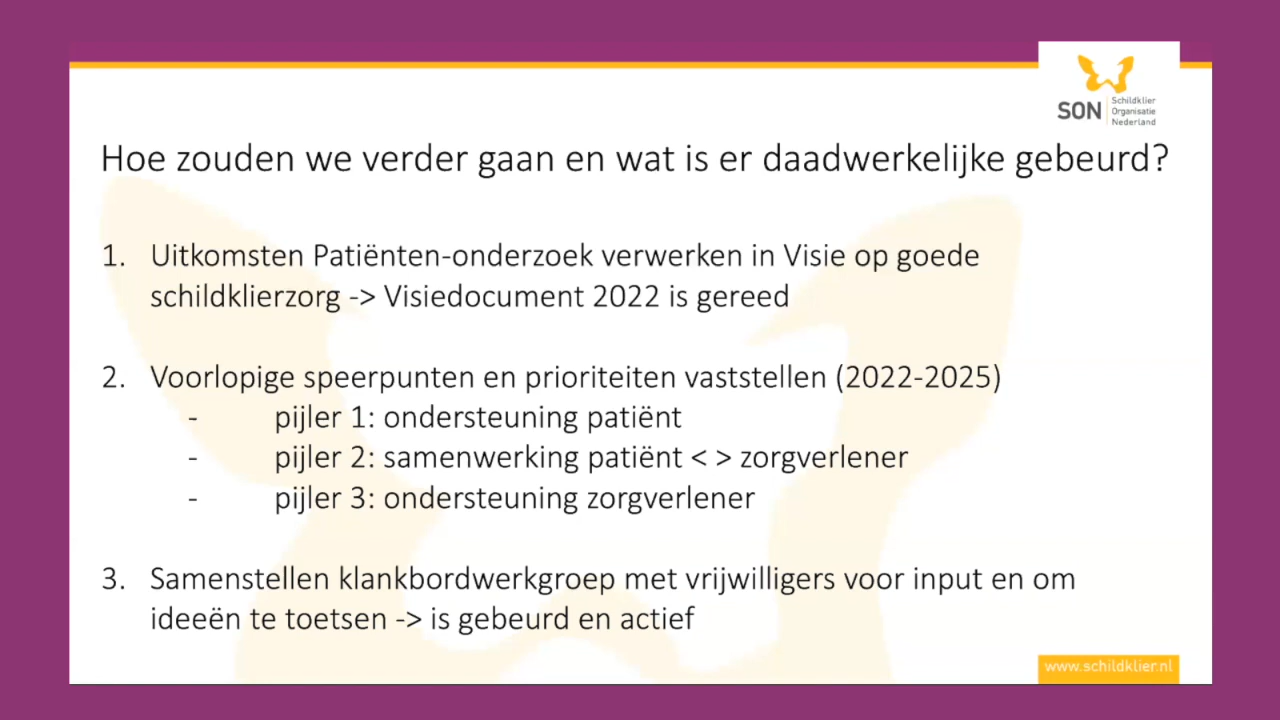 SON
Schildklier
Organisatie
Nederland
Hoe zouden we verder gaan en wat is er daadwerkelijke gebeurd?
1. Uitkomsten Patiënten-onderzoek verwerken in Visie op goede
schildklierzorg -> Visiedocument 2022 is gereed
2. Voorlopige speerpunten en prioriteiten vaststellen (2022-2025)
- pijler 1: ondersteuning patiënt
- pijler 2: samenwerking patiënt < > zorgverlener
- pijler 3: ondersteuning zorgverlener
3. Samenstellen klankbordwerkgroep met vrijwilligers voor input en om
ideeën te toetsen -> is gebeurd en actief
www.schildklier.nl